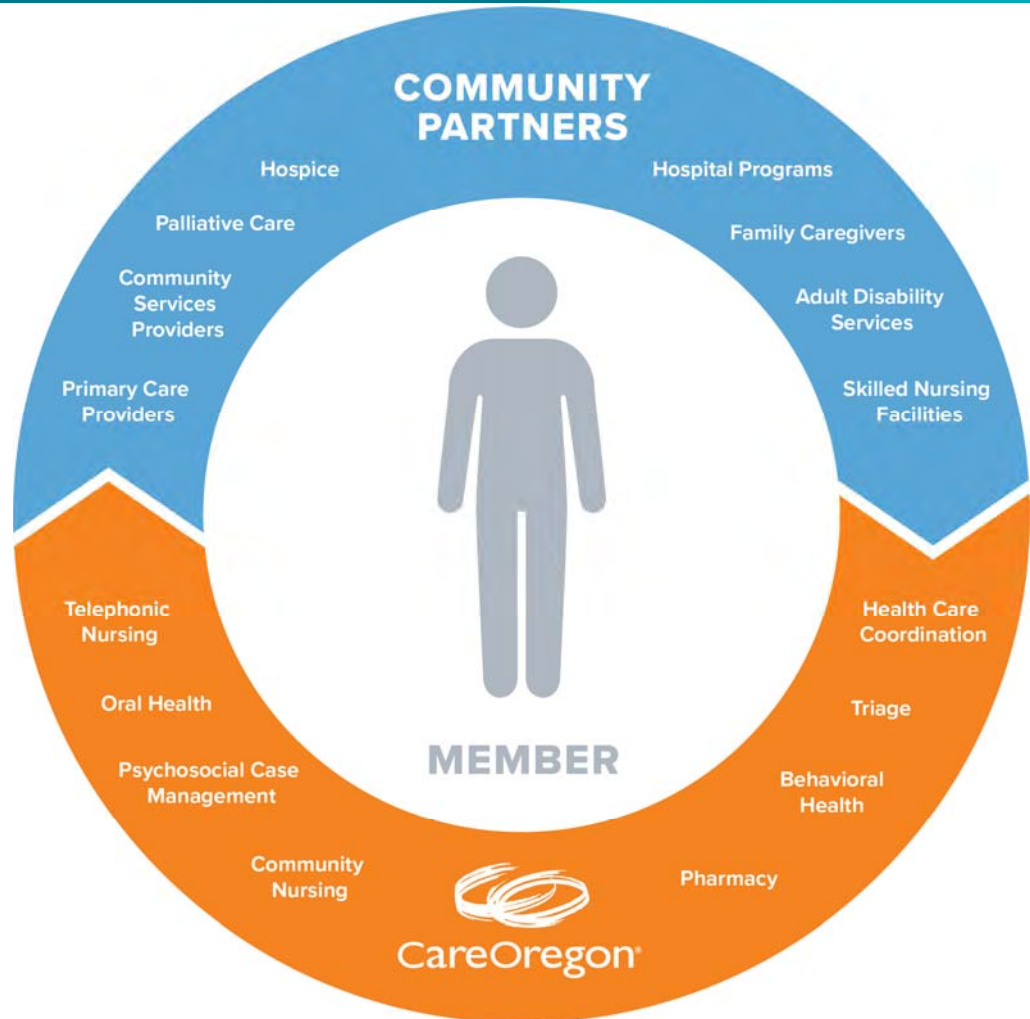 COMMUNITY
PARTNERS
Hospice
Palliative Care
Community
Services
Providers
Primary Care
Providers
Hospital Programs
Family Caregivers
Adult Disability
Services
Skilled Nursing
Facilities
Telephonic
Nursing
Oral Health
Psychosocial Case
Management
Community
Nursing
Health Care
Coordination
Triage
Behavioral
Health
Pharmacy
MEMBER
CareOregon®